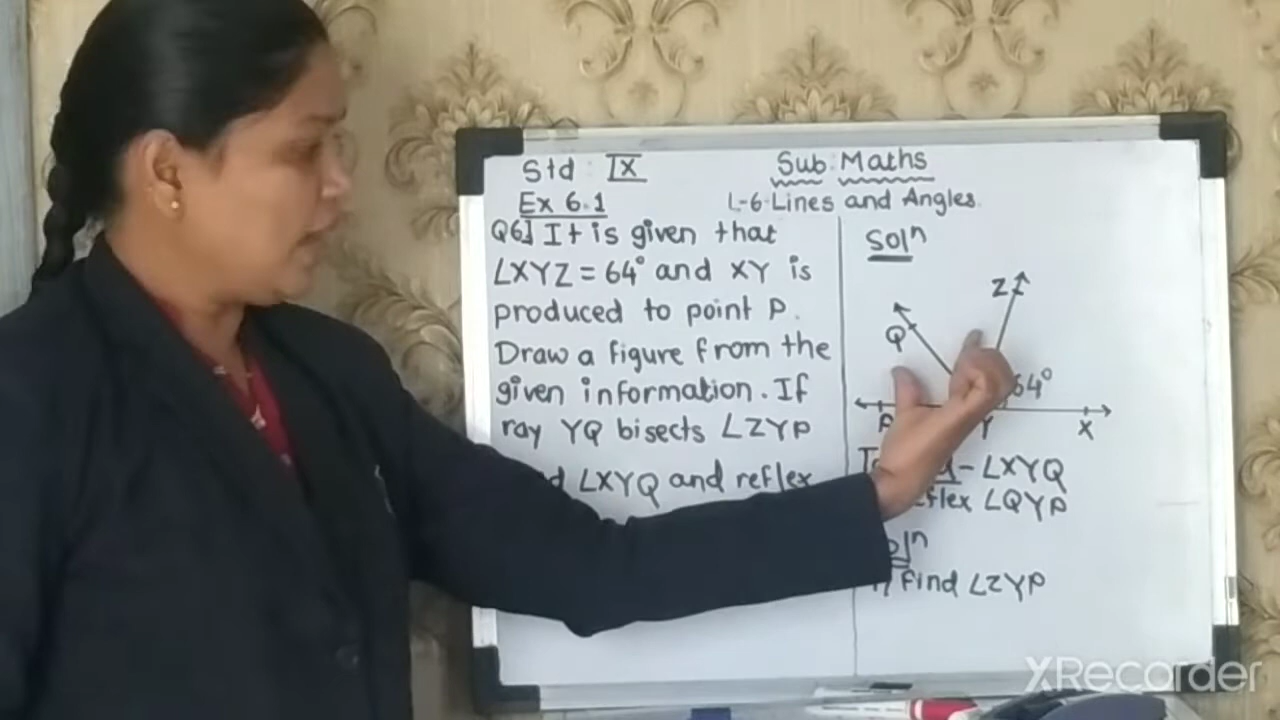 Std : IX
Sub: Maths
Ex 6.1
L-6 Lines and Angles
Q6] It is given that
∠XYZ = 64° and XY is
produced to point P.
Draw a figure from the
given information. If
ray YQ bisects ∠ZYP
∠XYQ and reflex
Solⁿ
Z
Q
64°
Y
X
- ∠XYQ
∠QYP
find ∠ZYP
XRecorder